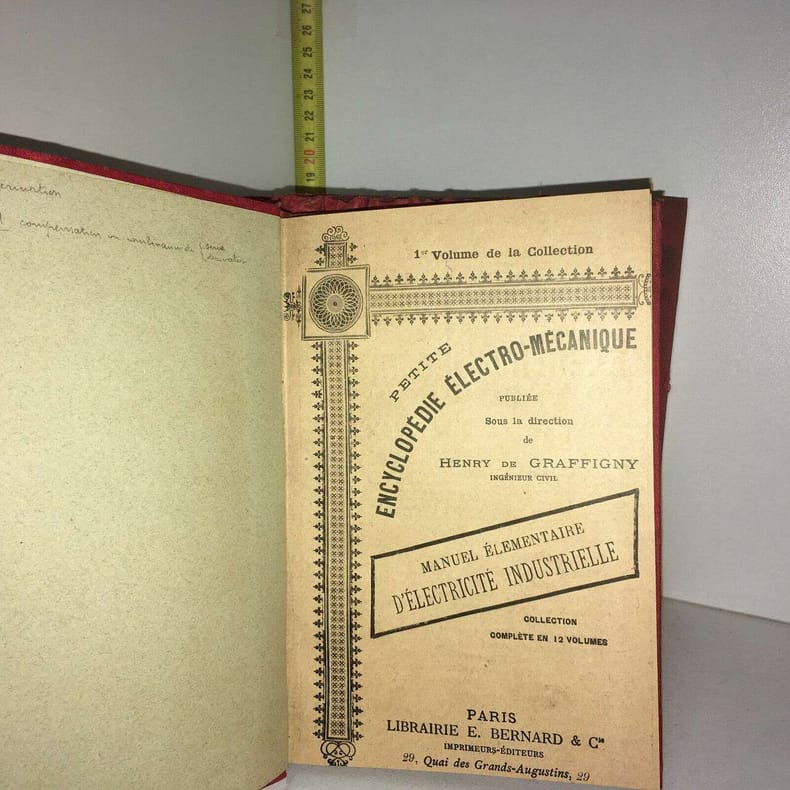 27
26
25
24
23
22
21
20
19
compensation
1er Volume de la Collection
PETITE
ENCYCLOPÉDIE ÉLECTRO-MÉCANIQUE
PUBLIÉE
Sous la direction
de
HENRY DE GRAFFIGNY
INGÉNIEUR CIVIL
MANUEL ÉLEMENTAIRE
D'ÉLECTRICITÉ INDUSTRIELLE
COLLECTION
COMPLÈTE EN 12 VOLUMES
PARIS
LIBRAIRIE E. BERNARD & Cie
IMPRIMEURS-ÉDITEURS
29, Quai des Grands-Augustins, 29